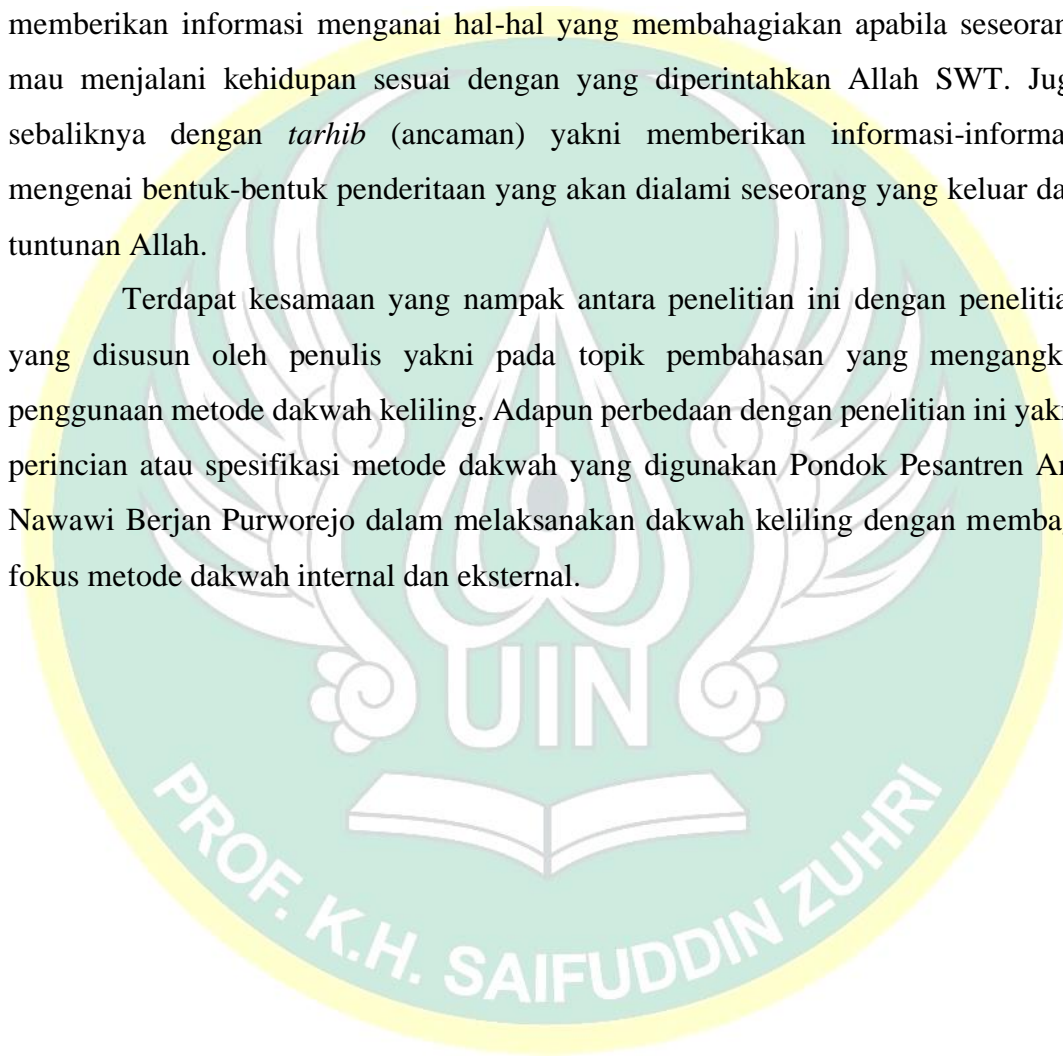 memberikan informasi menganai hal-hal yang membahagiakan apabila seseoran
mau menjalani kehidupan sesuai dengan yang diperintahkan Allah SWT. Jug
sebaliknya dengan tarhib (ancaman) yakni memberikan informasi-informa
mengenai bentuk-bentuk penderitaan yang akan dialami seseorang yang keluar da
tuntunan Allah.
Terdapat kesamaan yang nampak antara penelitian ini dengan penelitia
yang disusun oleh penulis yakni pada topik pembahasan yang mengangk
penggunaan metode dakwah keliling. Adapun perbedaan dengan penelitian ini yak
perincian atau spesifikasi metode dakwah yang digunakan Pondok Pesantren A
Nawawi Berjan Purworejo dalam melaksanakan dakwah keliling dengan memba
fokus metode dakwah internal dan eksternal.
UIN
PROF. K.H. SAIFUDDIN ZUHRI